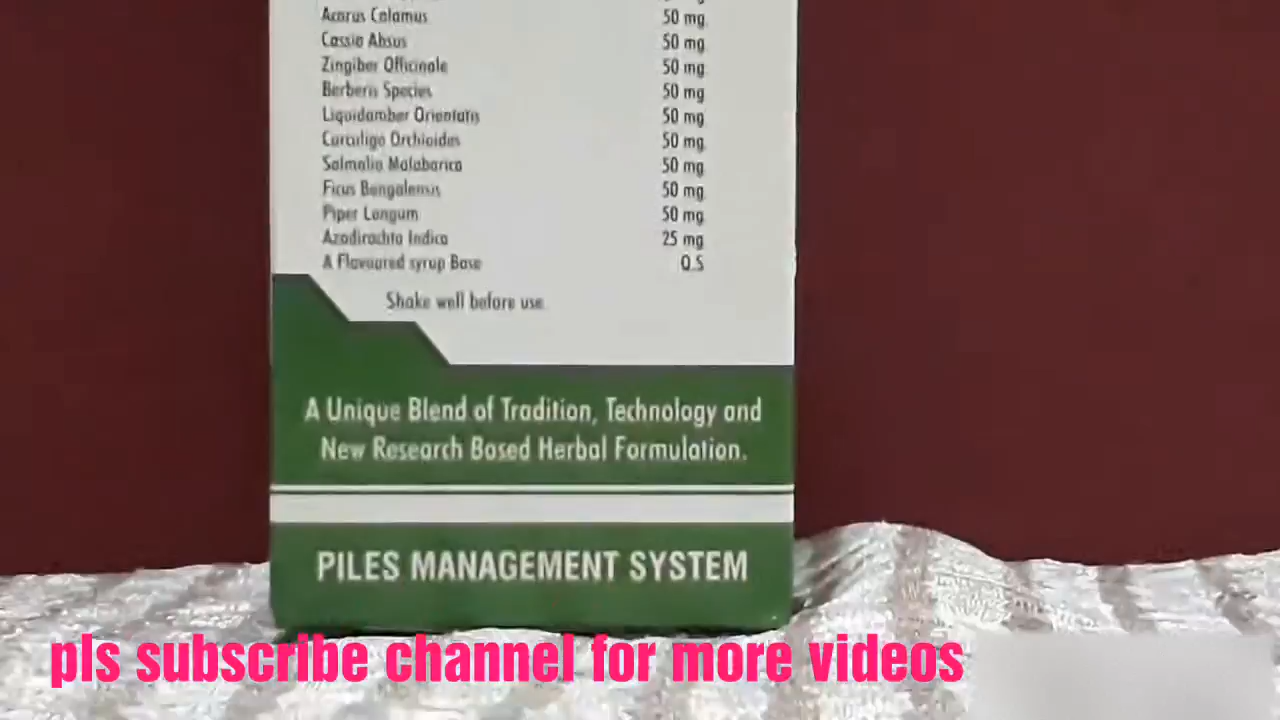 Acorus Calamus 50 mg
Cassia Absus 50 mg
Zingiber Officinale 50 mg
Berberis Species 50 mg
Liquidamber Orientalis 50 mg
Curculigo Orchioides 50 mg
Salmalia Malabarica 50 mg
Ficus Bengalensis 50 mg
Piper Longum 50 mg
Azadirachta Indica 25 mg
A Flavoured syrup Base Q.S
Shake well before use
A Unique Blend of Tradition, Technology and
New Research Based Herbal Formulation.
PILES MANAGEMENT SYSTEM
pls subscribe channel for more videos